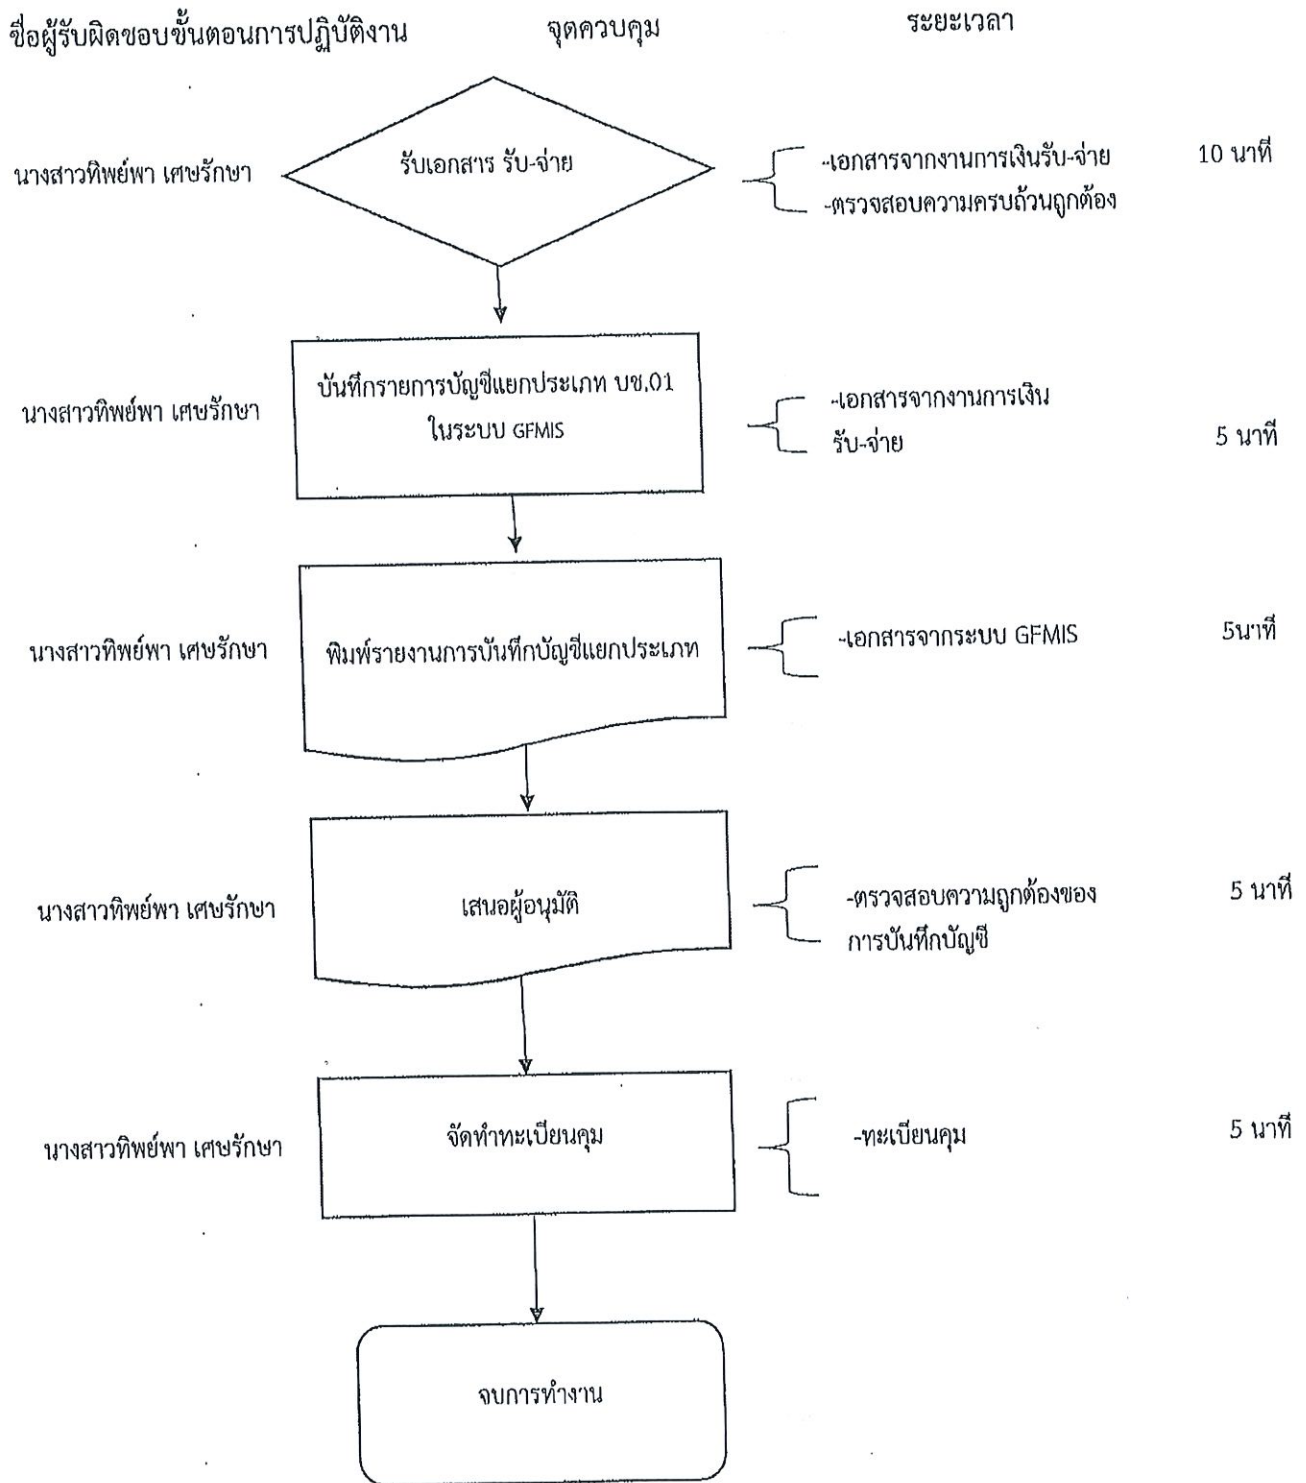 ชื่อผู้รับผิดชอบขั้นตอนการปฏิบัติงาน จุดควบคุม ระยะเวลา
นางสาวทิพย์พา เศษรักษา
รับเอกสาร รับ-จ่าย
-เอกสารจากงานการเงินรับ-จ่าย 10 นาที
-ตรวจสอบความครบถ้วนถูกต้อง
นางสาวทิพย์พา เศษรักษา
บันทึกรายการบัญชีแยกประเภท บช.01
ในระบบ GFMIS
-เอกสารจากงานการเงิน
รับ-จ่าย 5 นาที
นางสาวทิพย์พา เศษรักษา
พิมพ์รายงานการบันทึกบัญชีแยกประเภท
-เอกสารจากระบบ GFMIS 5นาที
นางสาวทิพย์พา เศษรักษา
เสนอผู้อนุมัติ
-ตรวจสอบความถูกต้องของ 5 นาที
การบันทึกบัญชี
นางสาวทิพย์พา เศษรักษา
จัดทำทะเบียนคุม
-ทะเบียนคุม 5 นาที
จบการทำงาน